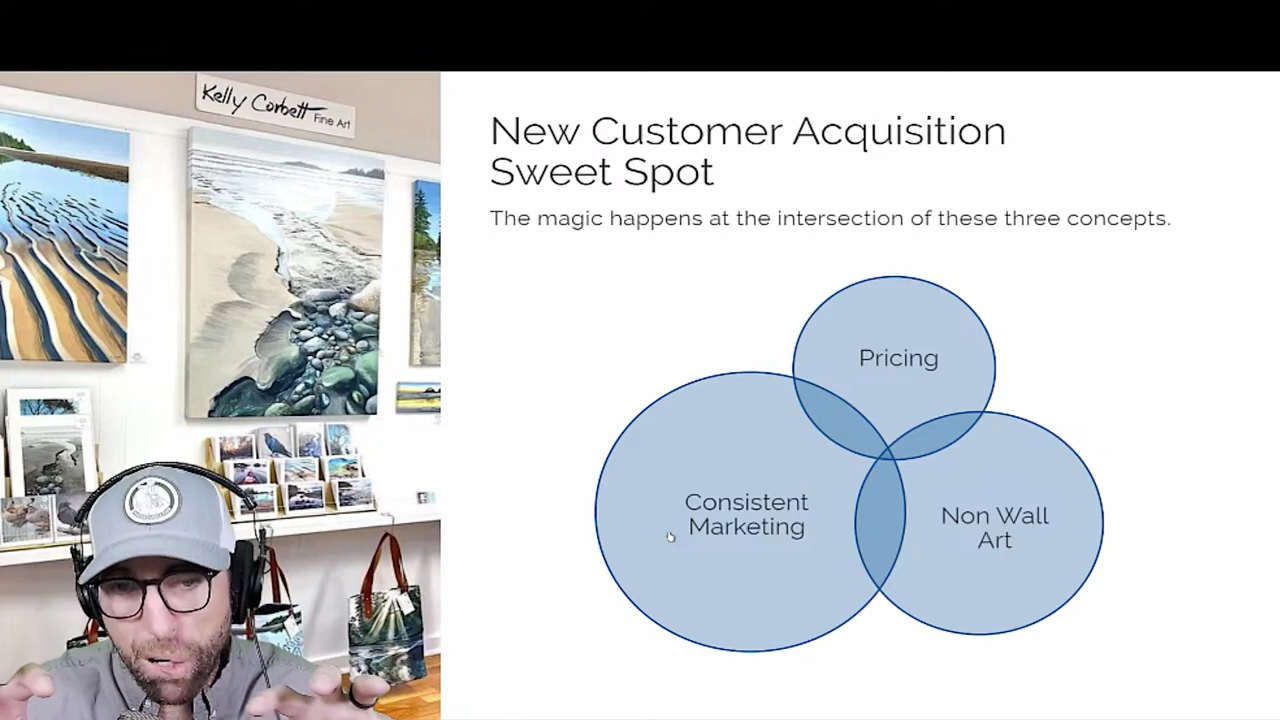 Kelly Corbett Fine Art
New Customer Acquisition
Sweet Spot
The magic happens at the intersection of these three concepts.
Pricing
Consistent
Marketing
Non Wall
Art